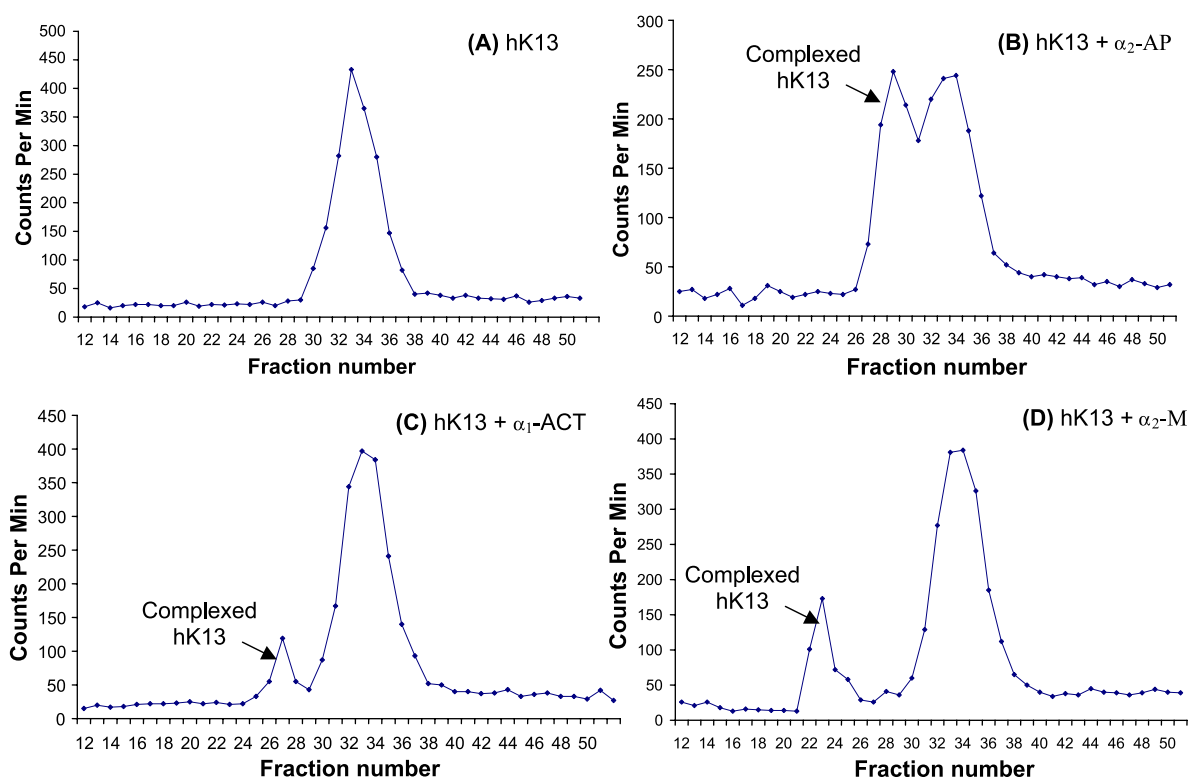 (A) hK13
Counts Per Min
500
450
400
350
300
250
200
150
100
50
0
12 14 16 18 20 22 24 26 28 30 32 34 36 38 40 42 44 46 48 50
Fraction number
(B) hK13 + α₂-AP
Complexed
hK13
Counts Per Min
300
250
200
150
100
50
0
12 14 16 18 20 22 24 26 28 30 32 34 36 38 40 42 44 46 48 50
Fraction number
(C) hK13 + α₁-ACT
Complexed
hK13
Counts Per Min
450
400
350
300
250
200
150
100
50
0
12 14 16 18 20 22 24 26 28 30 32 34 36 38 40 42 44 46 48 50
Fraction number
(D) hK13 + α₂-M
Complexed
hK13
Counts Per Min
450
400
350
300
250
200
150
100
50
0
12 14 16 18 20 22 24 26 28 30 32 34 36 38 40 42 44 46 48 50
Fraction number